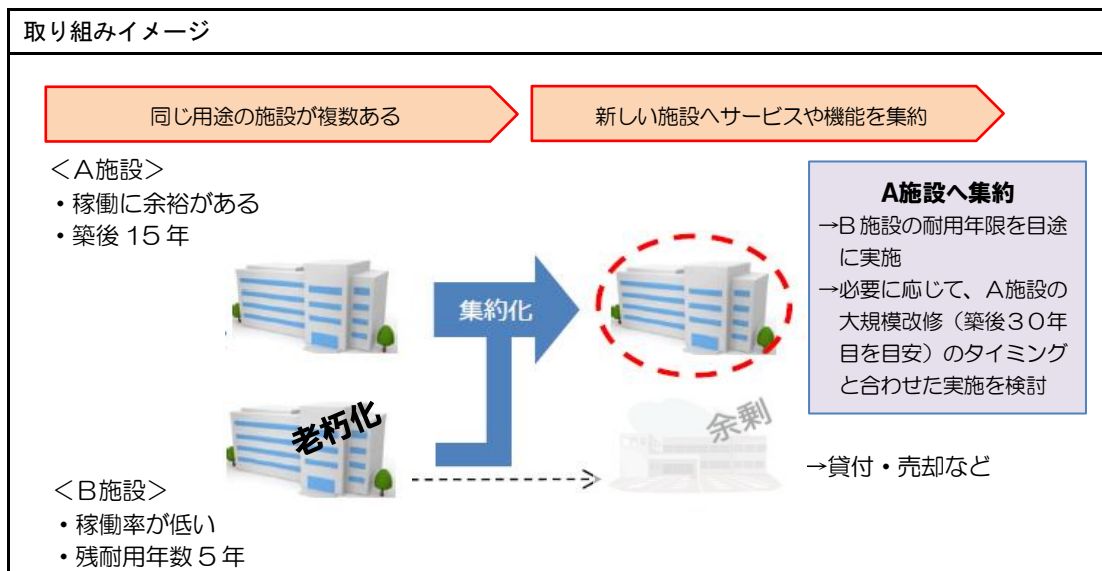 取り組みイメージ
同じ用途の施設が複数ある
新しい施設へサービスや機能を集約
＜A施設＞
・稼働に余裕がある
・築後 15 年
集約化
A施設へ集約
→B 施設の耐用年限を目途
に実施
→必要に応じて、A施設の
大規模改修（築後３０年
目を目安）のタイミング
と合わせた実施を検討
老朽化
余剰
→貸付・売却など
＜B施設＞
・稼働率が低い
・残耐用年数 5 年